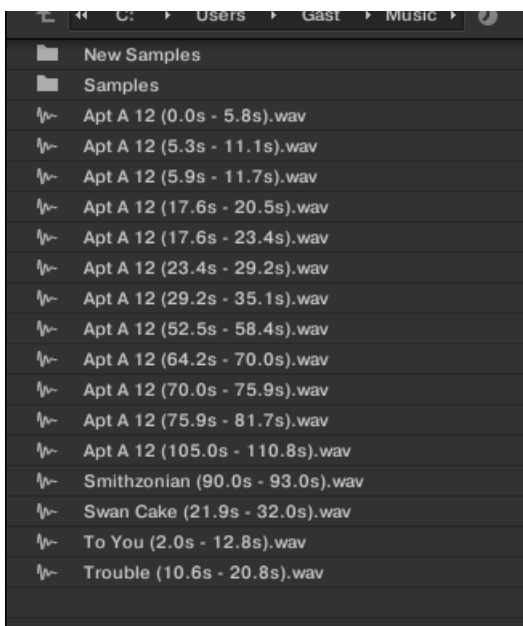 C: Users Gast Music
New Samples
Samples
Apt A 12 (0.0s - 5.8s).wav
Apt A 12 (5.3s - 11.1s).wav
Apt A 12 (5.9s - 11.7s).wav
Apt A 12 (17.6s - 20.5s).wav
Apt A 12 (17.6s - 23.4s).wav
Apt A 12 (23.4s - 29.2s).wav
Apt A 12 (29.2s - 35.1s).wav
Apt A 12 (52.5s - 58.4s).wav
Apt A 12 (64.2s - 70.0s).wav
Apt A 12 (70.0s - 75.9s).wav
Apt A 12 (75.9s - 81.7s).wav
Apt A 12 (105.0s - 110.8s).wav
Smithzonian (90.0s - 93.0s).wav
Swan Cake (21.9s - 32.0s).wav
To You (2.0s - 12.8s).wav
Trouble (10.6s - 20.8s).wav